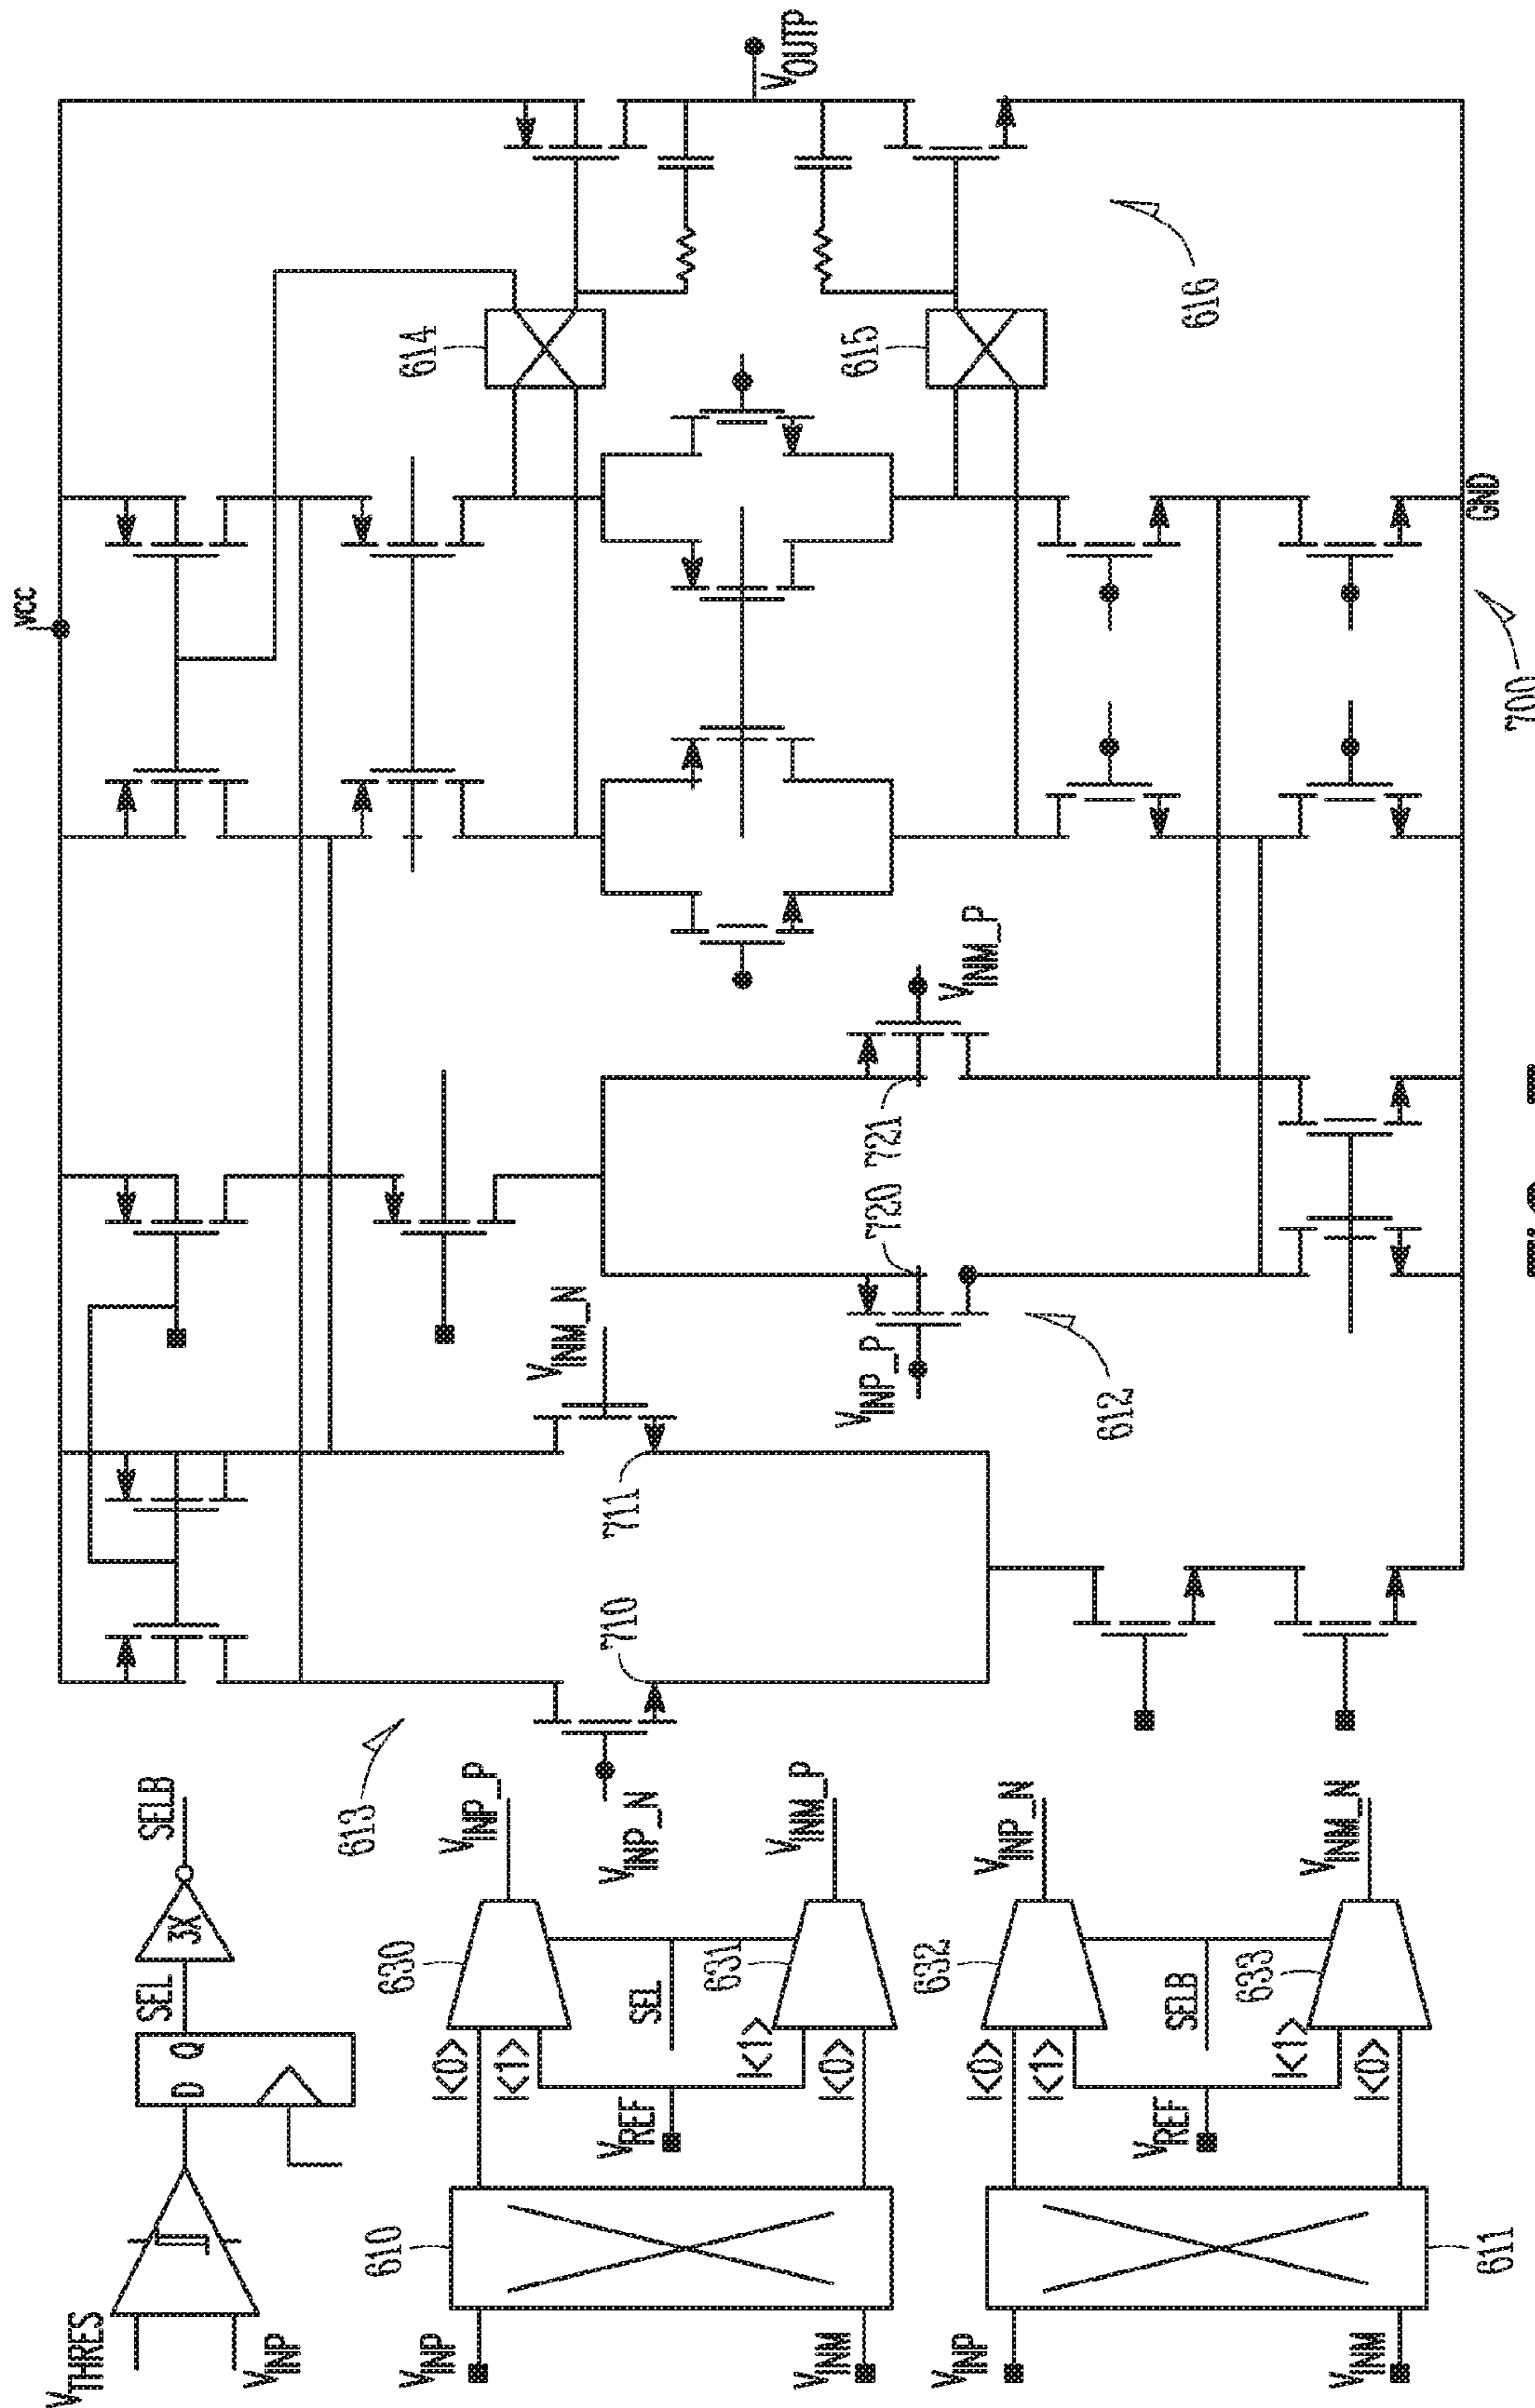 VTHRES
VINP
D Q
SEL
3X
SELB
VINP
VINM
610
I<0>
I<1>
VREF
I<1>
I<0>
630
SEL
631
VINP_P
VINM_P
VINP
VINM
611
I<0>
I<1>
VREF
I<1>
I<0>
632
SELB
633
VINP_N
VINM_N
613
VINP_N
710
711
VINM_N
VINP_P
612
720
721
VINM_P
VCC
614
615
616
VOUTP
GND
700